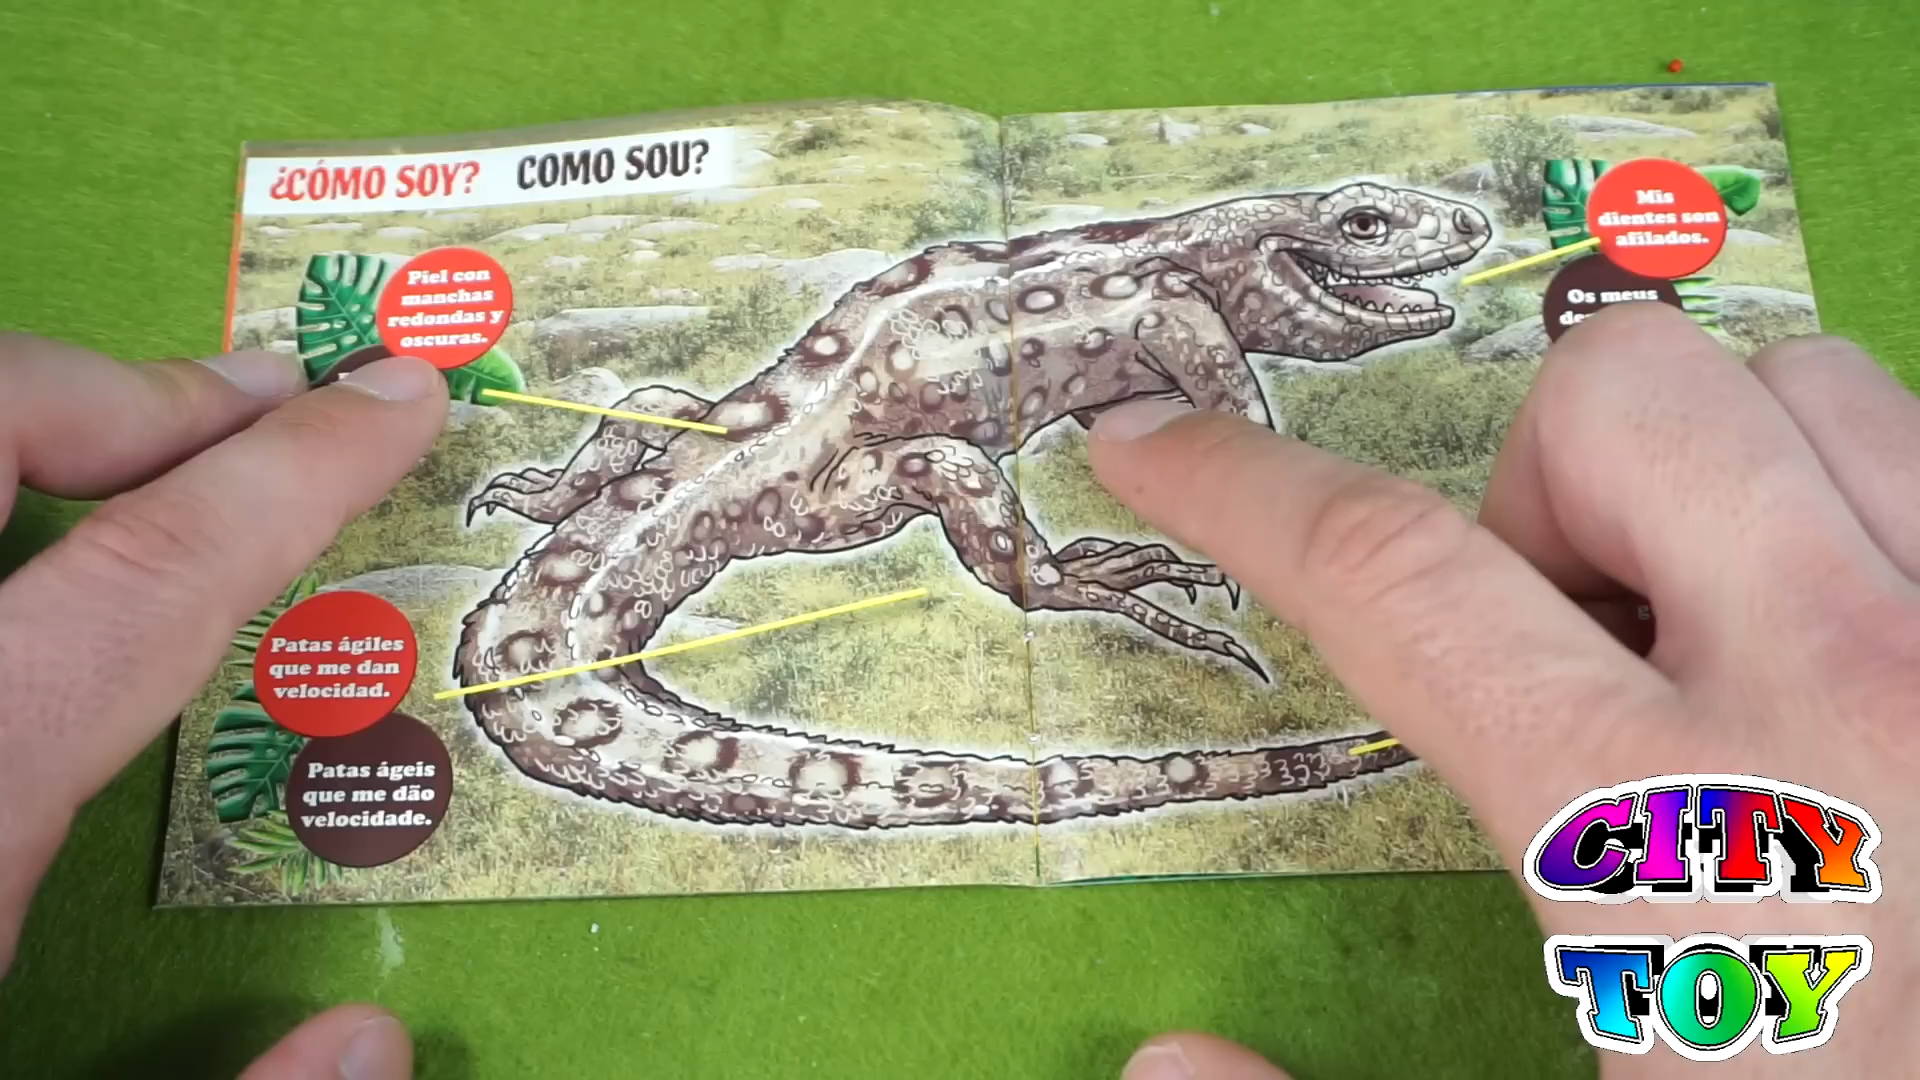 ¿CÓMO SOY? COMO SOU?
Piel con
manchas
redondas y
oscuras.
Mis
dientes son
afilados.
Os meus
Patas ágiles
que me dan
velocidad.
Patas ágeis
que me dão
velocidade.
CITY
TOY